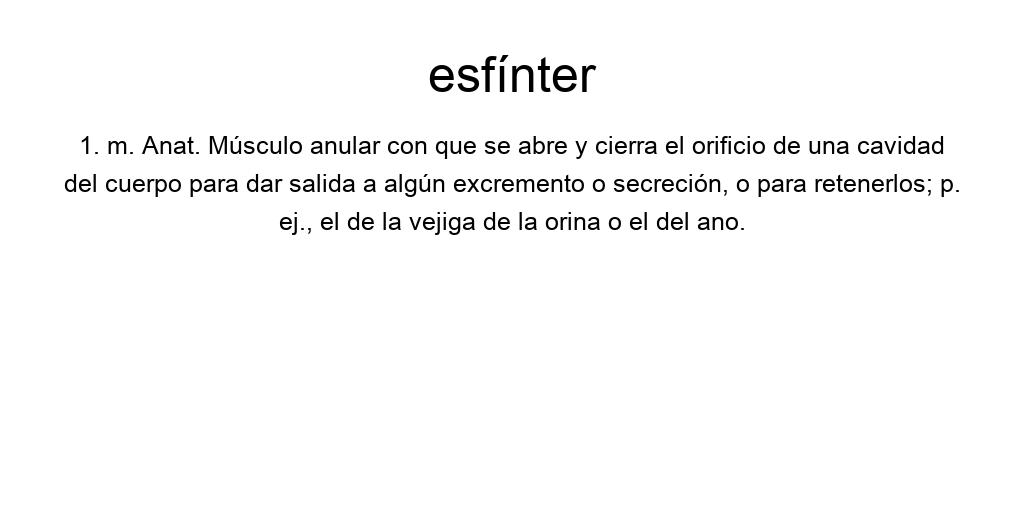 esfínter
1. m. Anat. Músculo anular con que se abre y cierra el orificio de una cavidad
del cuerpo para dar salida a algún excremento o secreción, o para retenerlos; p.
ej., el de la vejiga de la orina o el del ano.